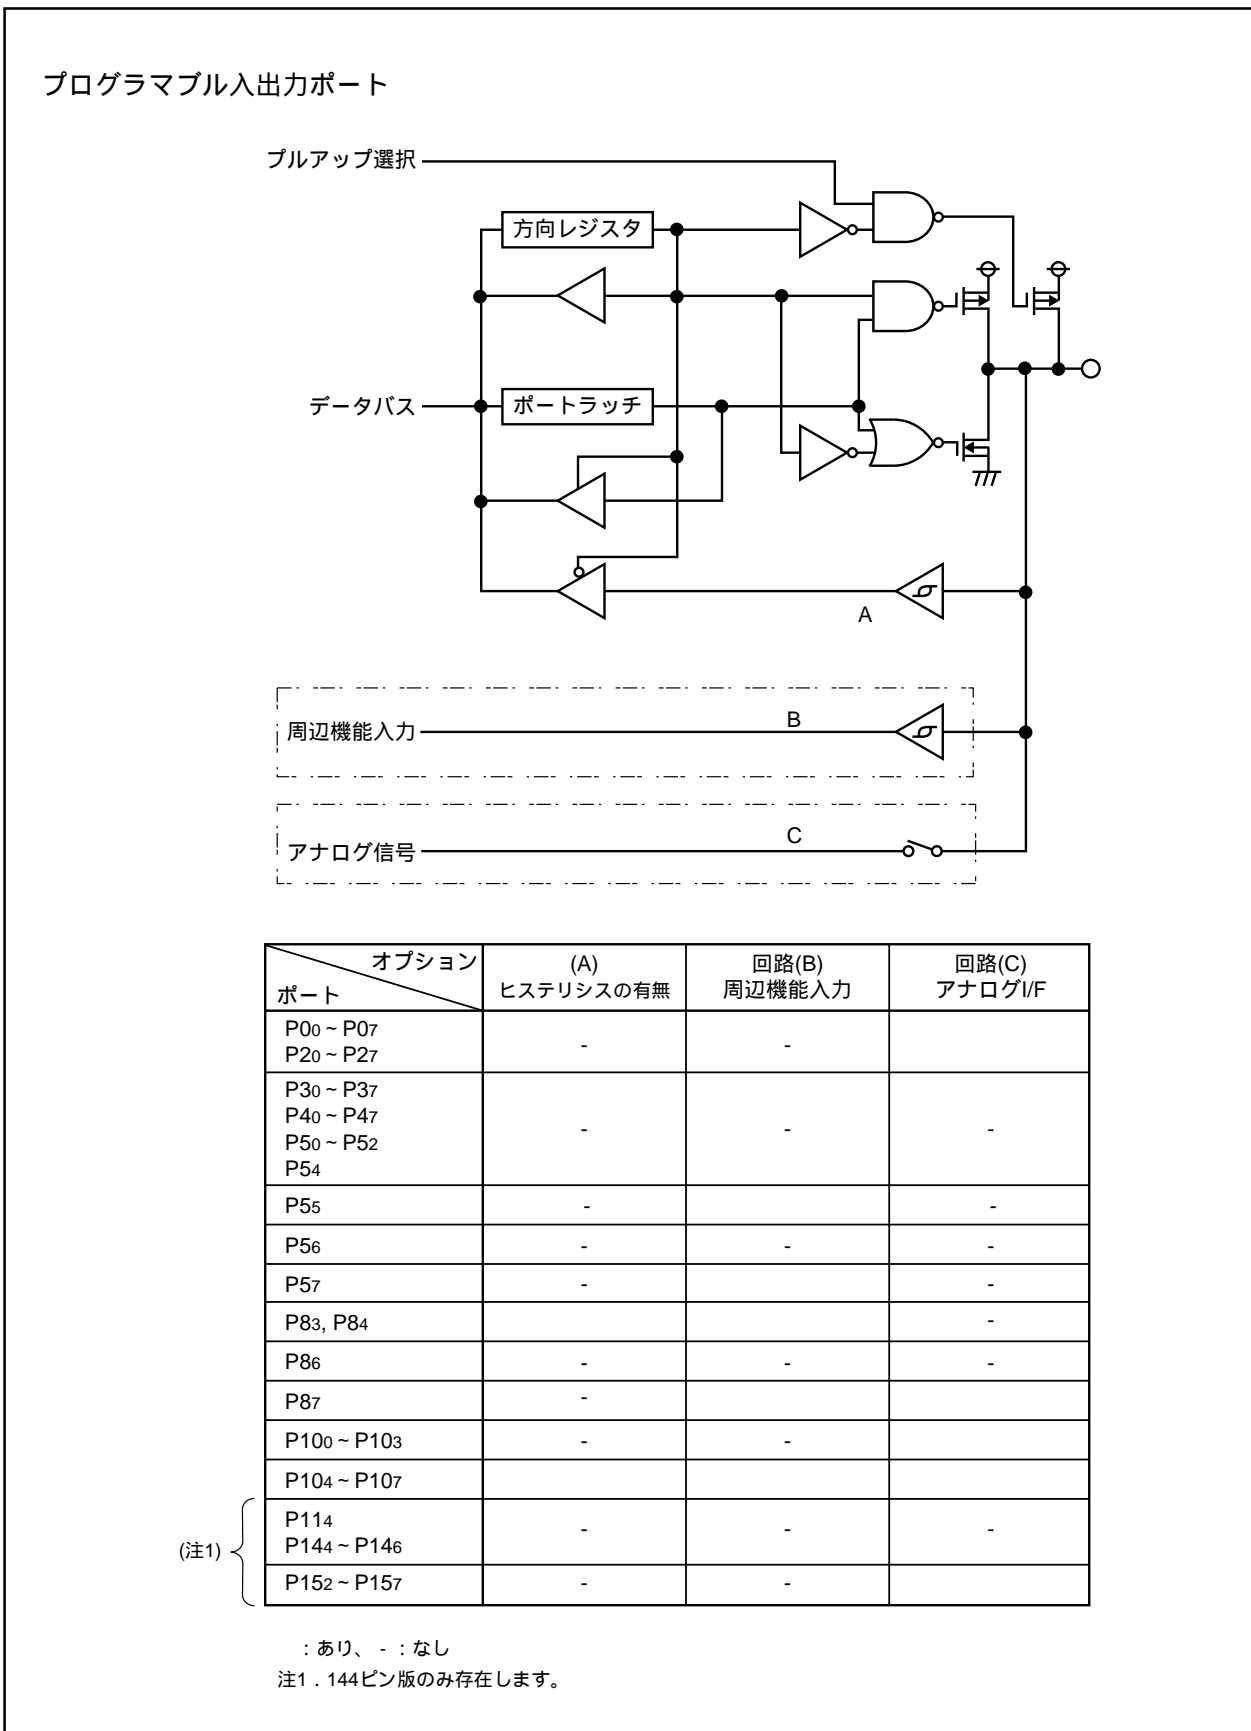 プログラマブル入出力ポート
プルアップ選択
方向レジスタ
データバス
ポートラッチ
A
周辺機能入力
B
アナログ信号
C
オプション
ポート
(A)
ヒステリシスの有無
回路(B)
周辺機能入力
回路(C)
アナログI/F
P00 ~ P07
P20 ~ P27
- -
P30 ~ P37
P40 ~ P47
P50 ~ P52
P54
- - -
P55 - -
P56 - - -
P57 - -
P83, P84 -
P86 - - -
P87 -
P100 ~ P103 - -
P104 ~ P107
(注1)
P114
P144 ~ P146
- - -
P152 ~ P157 - -
：あり、 - ：なし
注1．144ピン版のみ存在します。